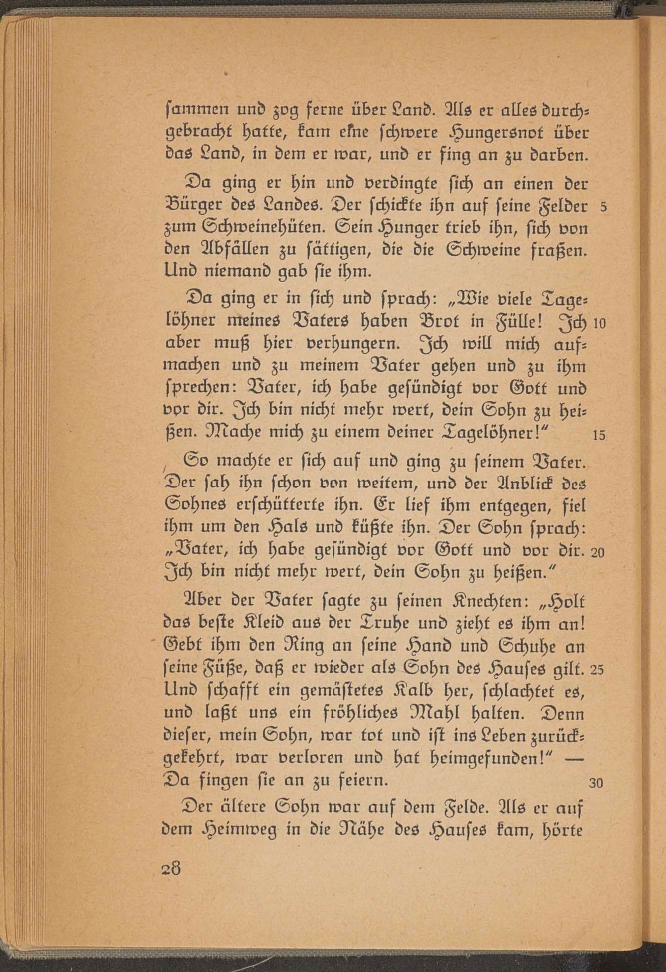 sammen und zog ferne über Land. Als er alles durch=
gebracht hatte, kam eine schwere Hungersnot über
das Land, in dem er war, und er fing an zu darben.
Da ging er hin und verdingte sich an einen der
Bürger des Landes. Der schickte ihn auf seine Felder 5
zum Schweinehüten. Sein Hunger trieb ihn, sich von
den Abfällen zu sättigen, die die Schweine fraßen.
Und niemand gab sie ihm.
Da ging er in sich und sprach: „Wie viele Tage=
löhner meines Vaters haben Brot in Fülle! Ich 10
aber muß hier verhungern. Ich will mich auf=
machen und zu meinem Vater gehen und zu ihm
sprechen: Vater, ich habe gesündigt vor Gott und
vor dir. Ich bin nicht mehr wert, dein Sohn zu hei=
ßen. Mache mich zu einem deiner Tagelöhner!“ 15
So machte er sich auf und ging zu seinem Vater.
Der sah ihn schon von weitem, und der Anblick des
Sohnes erschütterte ihn. Er lief ihm entgegen, fiel
ihm um den Hals und küßte ihn. Der Sohn sprach:
„Vater, ich habe gesündigt vor Gott und vor dir. 20
Ich bin nicht mehr wert, dein Sohn zu heißen.“
Aber der Vater sagte zu seinen Knechten: „Holt
das beste Kleid aus der Truhe und zieht es ihm an!
Gebt ihm den Ring an seine Hand und Schuhe an
seine Füße, daß er wieder als Sohn des Hauses gilt. 25
Und schafft ein gemästetes Kalb her, schlachtet es,
und laßt uns ein fröhliches Mahl halten. Denn
dieser, mein Sohn, war tot und ist ins Leben zurück=
gekehrt, war verloren und hat heimgefunden!“ —
Da fingen sie an zu feiern. 30
Der ältere Sohn war auf dem Felde. Als er auf
dem Heimweg in die Nähe des Hauses kam, hörte
28